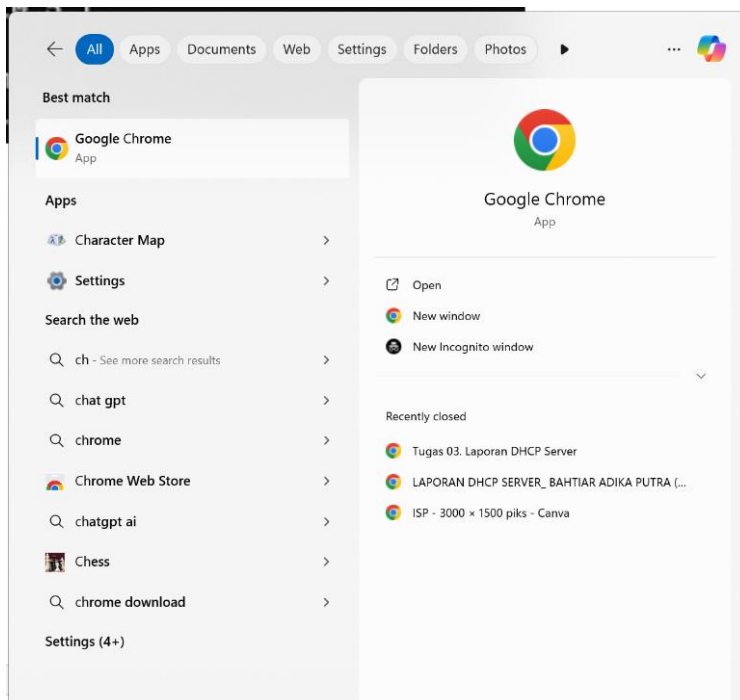 All Apps Documents Web Settings Folders Photos
Best match
Google Chrome
App
Apps
Character Map
Settings
Search the web
ch - See more search results
chat gpt
chrome
Chrome Web Store
chatgpt ai
Chess
chrome download
Settings (4+)
Google Chrome
App
Open
New window
New Incognito window
Recently closed
Tugas 03. Laporan DHCP Server
LAPORAN DHCP SERVER_ BAHTIAR ADIKA PUTRA (...
ISP - 3000 × 1500 piks - Canva